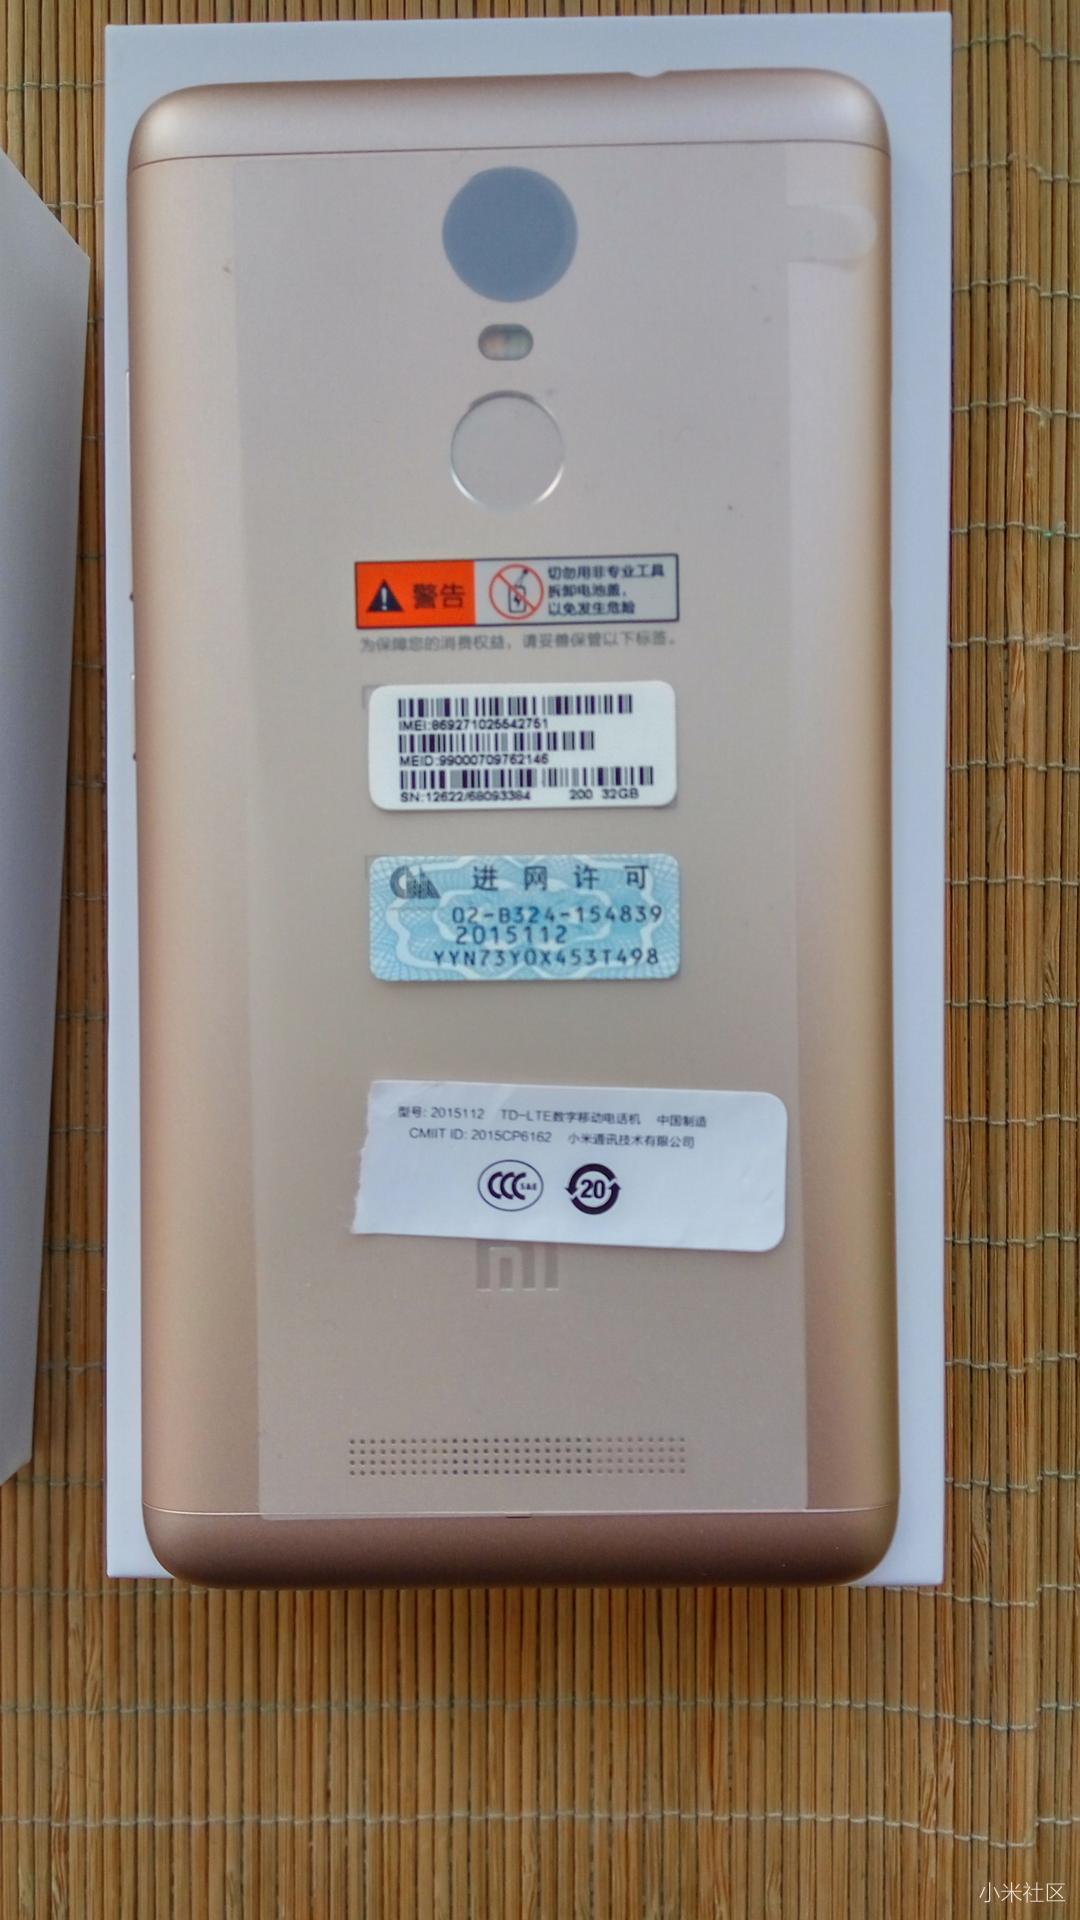 警告
切勿用非专业工具
拆卸电池盖，
以免发生危险
为保障您的消费权益，请妥善保管以下标签。
IMEI:869271025542751
MEID:99000709762146
SN:12622/68093384 200 32GB
进网许可
02-B324-154839
2015112
YYN73Y0X453T498
型号: 2015112 TD-LTE数字移动电话机 中国制造
CMIIT ID: 2015CP6162 小米通讯技术有限公司
CCC S&E 20
mi
小米社区